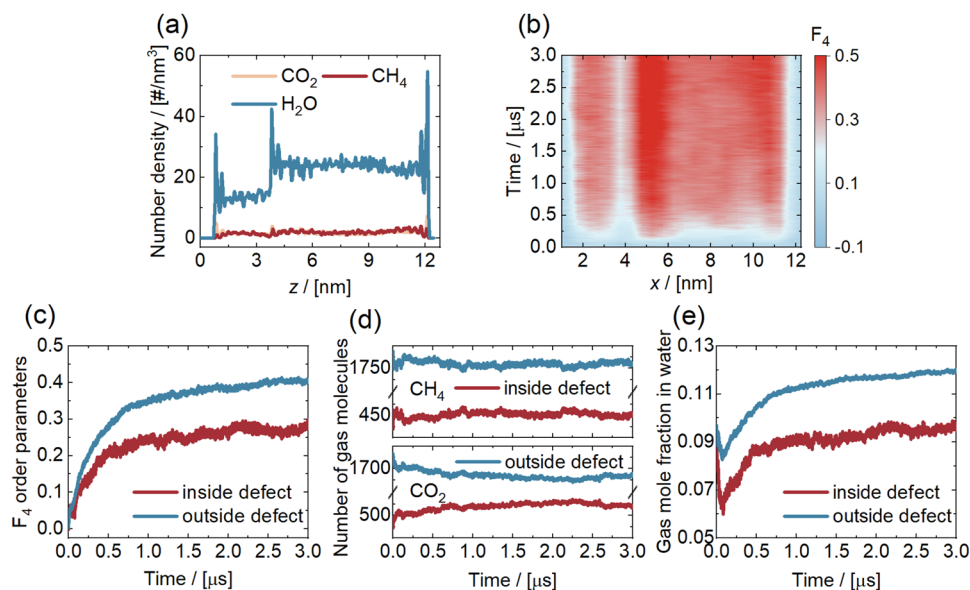 (a)
Number density / [#/nm³]
60
40
20
0
CO₂
CH₄
H₂O
0
3
6
9
12
z / [nm]
(b)
F₄
Time / [μs]
3.0
2.5
2.0
1.5
1.0
0.5
0.0
1
2
4
6
8
10
12
x / [nm]
0.5
0.3
0.1
-0.1
(c)
F₄ order parameters
0.5
0.4
0.3
0.2
0.1
0.0
inside defect
outside defect
0.0
0.5
1.0
1.5
2.0
2.5
3.0
Time / [μs]
(d)
Number of gas molecules
1750
CH₄
inside defect
450
1700
outside defect
CO₂
500
0.0
0.5
1.0
1.5
2.0
2.5
3.0
Time / [μs]
(e)
Gas mole fraction in water
0.13
0.11
0.09
0.07
0.05
inside defect
outside defect
0.0
0.5
1.0
1.5
2.0
2.5
3.0
Time / [μs]